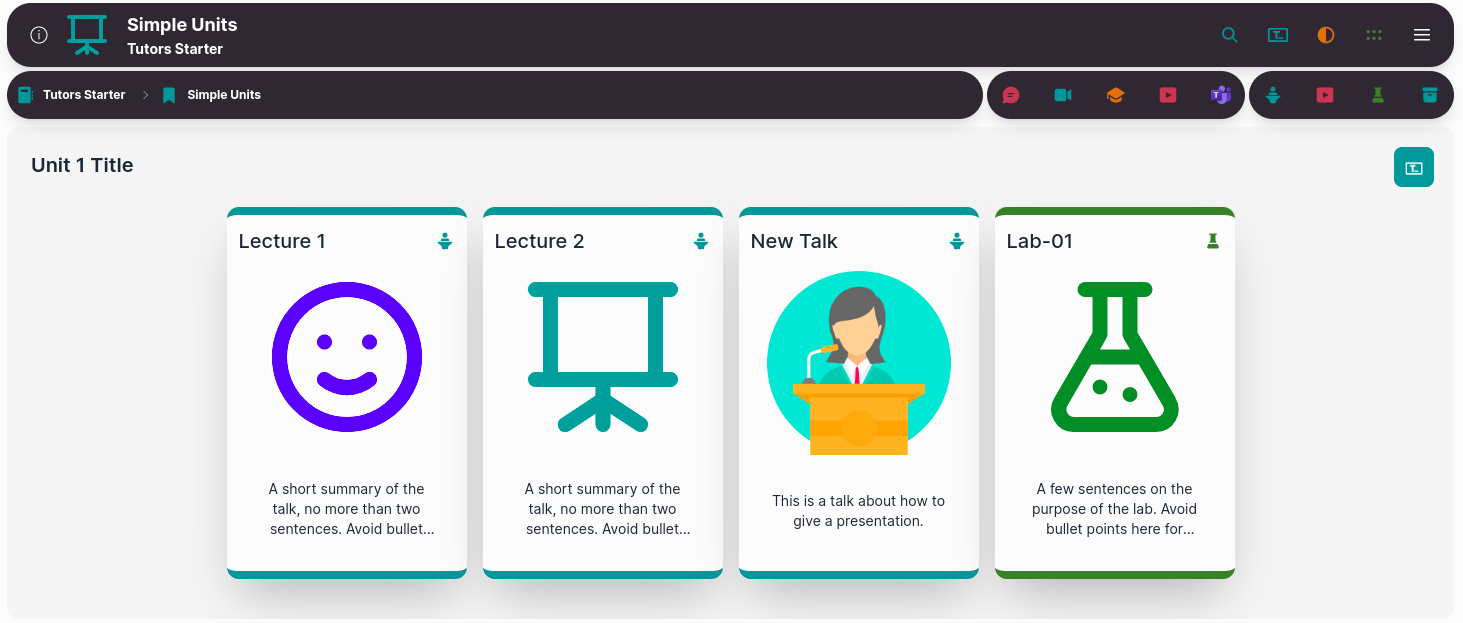 Simple Units
Tutors Starter
Tutors Starter
Simple Units
Unit 1 Title
Lecture 1
A short summary of the
talk, no more than two
sentences. Avoid bullet...
Lecture 2
A short summary of the
talk, no more than two
sentences. Avoid bullet...
New Talk
This is a talk about how to
give a presentation.
Lab-01
A few sentences on the
purpose of the lab. Avoid
bullet points here for...